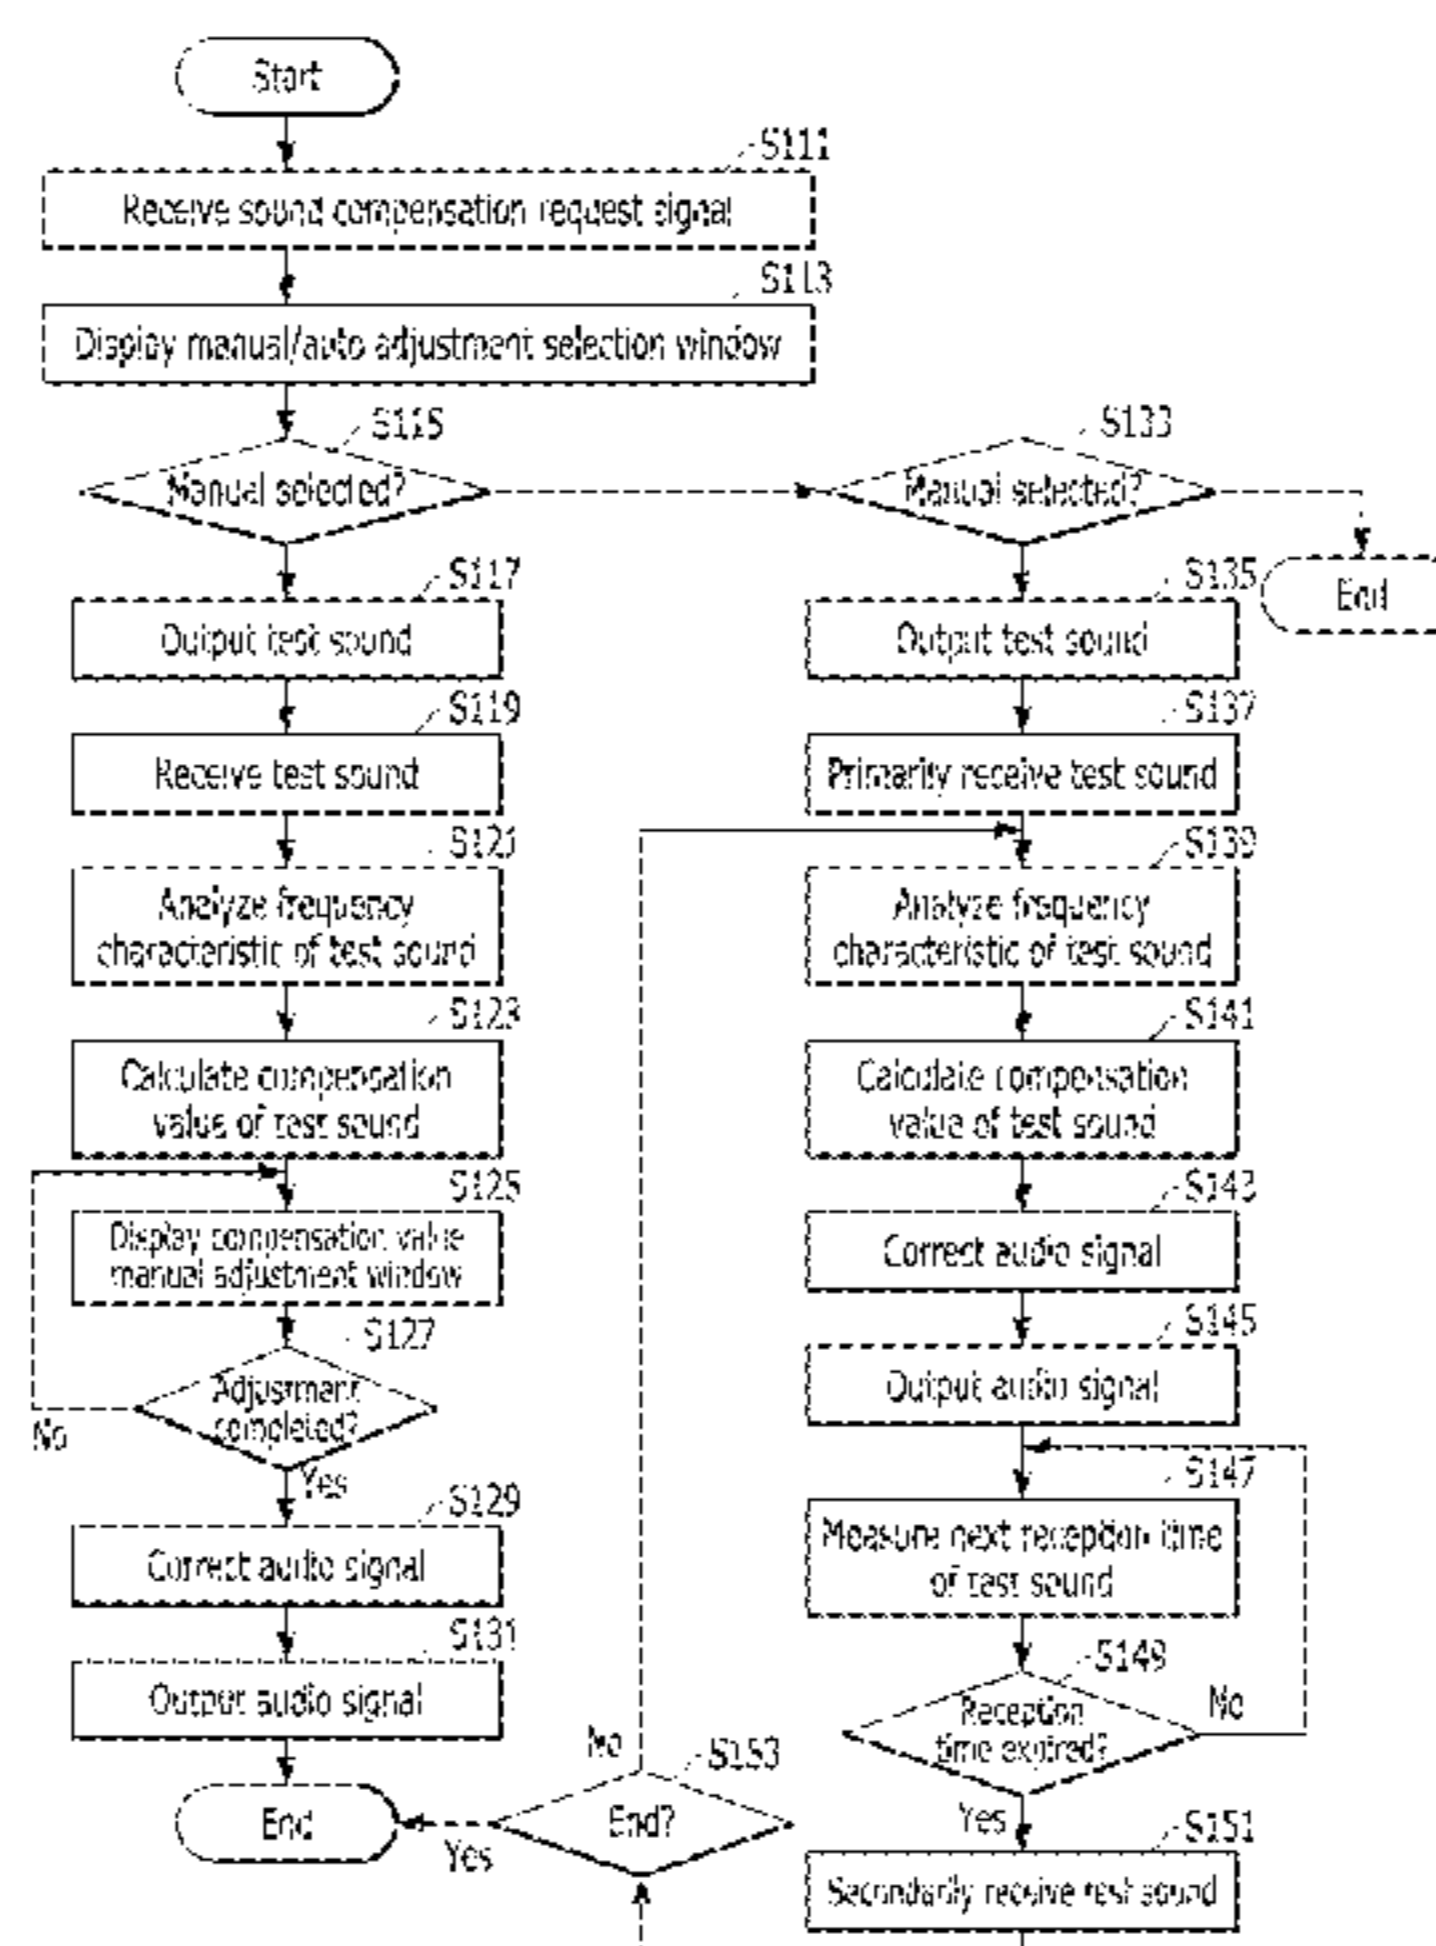 Start
S111
Receive sound compensation request signal
S113
Display manual/auto adjustment selection window
S115
Manual selected?
S117
Output test sound
S119
Receive test sound
S121
Analyze frequency
characteristic of test sound
S123
Calculate compensation
value of test sound
S125
Display compensation value
manual adjustment window
S127
Adjustment
completed?
No
Yes
S129
Correct audio signal
S131
Output audio signal
End
S133
Manual selected?
End
S135
Output test sound
S137
Primarity receive test sound
S139
Analyze frequency
characteristic of test sound
S141
Calculate compensation
value of test sound
S143
Correct audio signal
S145
Output audio signal
S147
Measure next reception time
of test sound
S149
Reception
time expired?
No
Yes
S151
Secondarily receive test sound
S153
End?
No
Yes